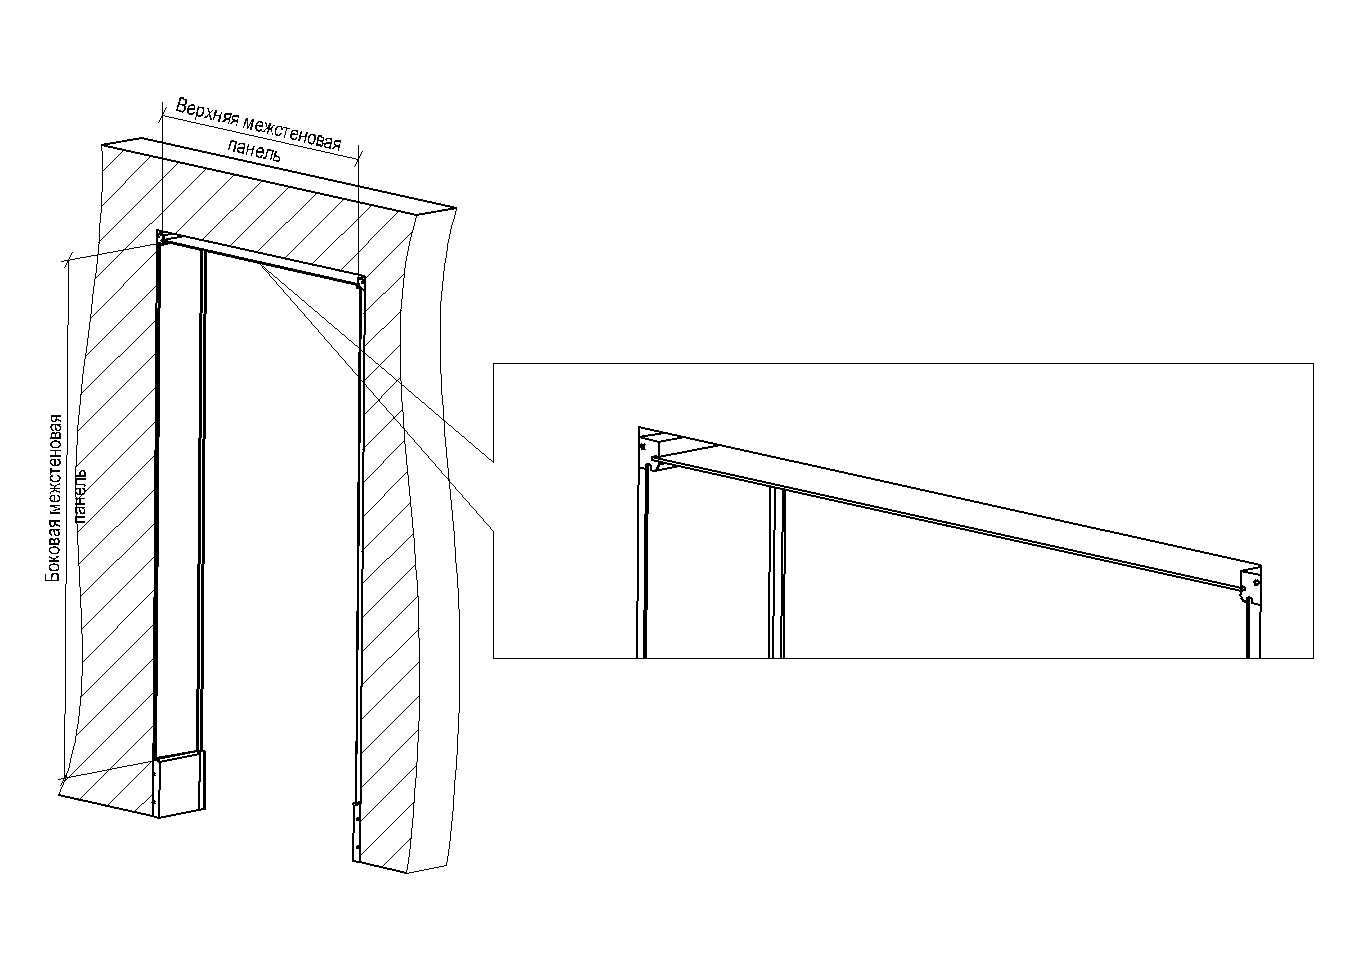 Верхняя межстеновая
панель
Боковая межстеновая
панель